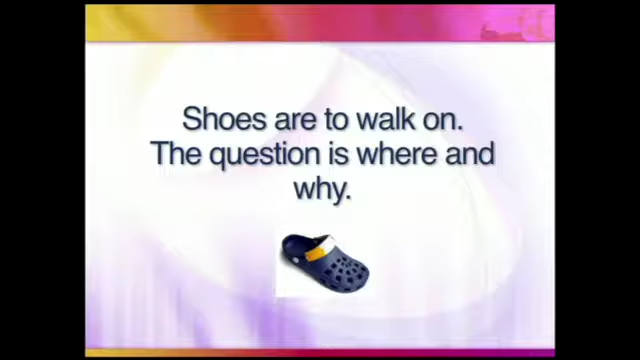 Shoes are to walk on.
The question is where and
why.